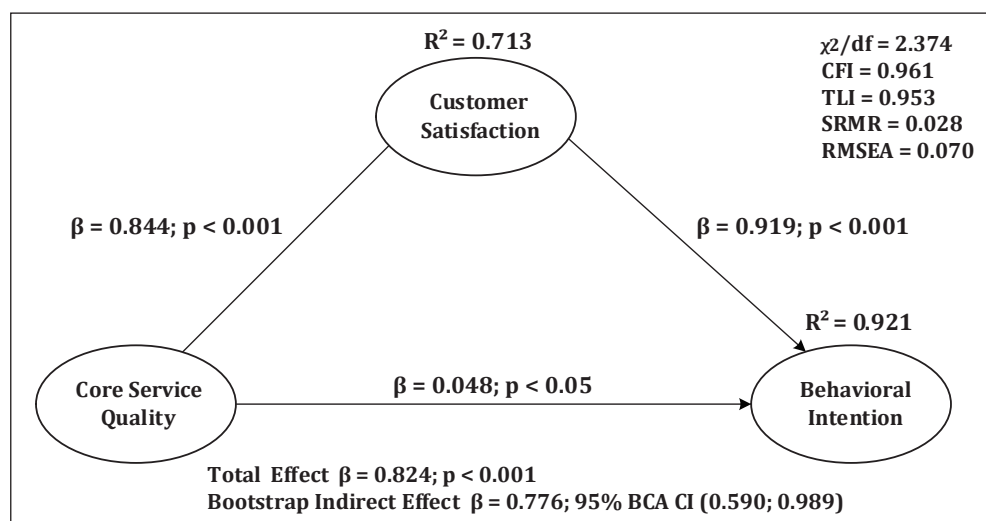 R² = 0.713
χ2/df = 2.374
CFI = 0.961
TLI = 0.953
SRMR = 0.028
RMSEA = 0.070
Customer
Satisfaction
β = 0.844; p < 0.001
β = 0.919; p < 0.001
R² = 0.921
Core Service
Quality
β = 0.048; p < 0.05
Behavioral
Intention
Total Effect β = 0.824; p < 0.001
Bootstrap Indirect Effect β = 0.776; 95% BCA CI (0.590; 0.989)